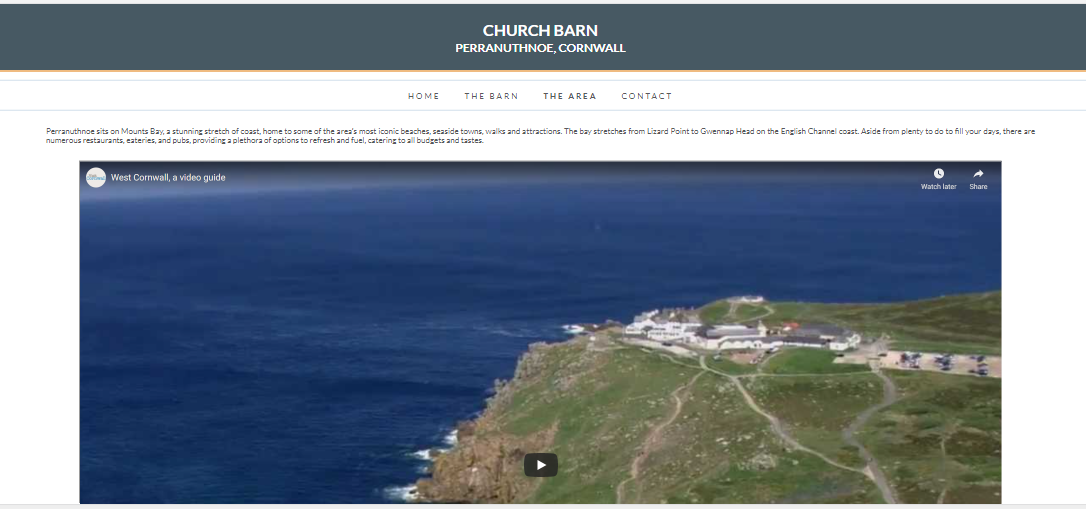 CHURCH BARN
PERRANUTHNOE, CORNWALL
HOME THE BARN THE AREA CONTACT
Perranuthnoe sits on Mounts Bay, a stunning stretch of coast, home to some of the area's most iconic beaches, seaside towns, walks and attractions. The bay stretches from Lizard Point to Gwennap Head on the English Channel coast. Aside from plenty to do to fill your days, there are
numerous restaurants, eateries, and pubs, providing a plethora of options to refresh and fuel, catering to all budgets and tastes.
West Cornwall, a video guide
Watch later Share